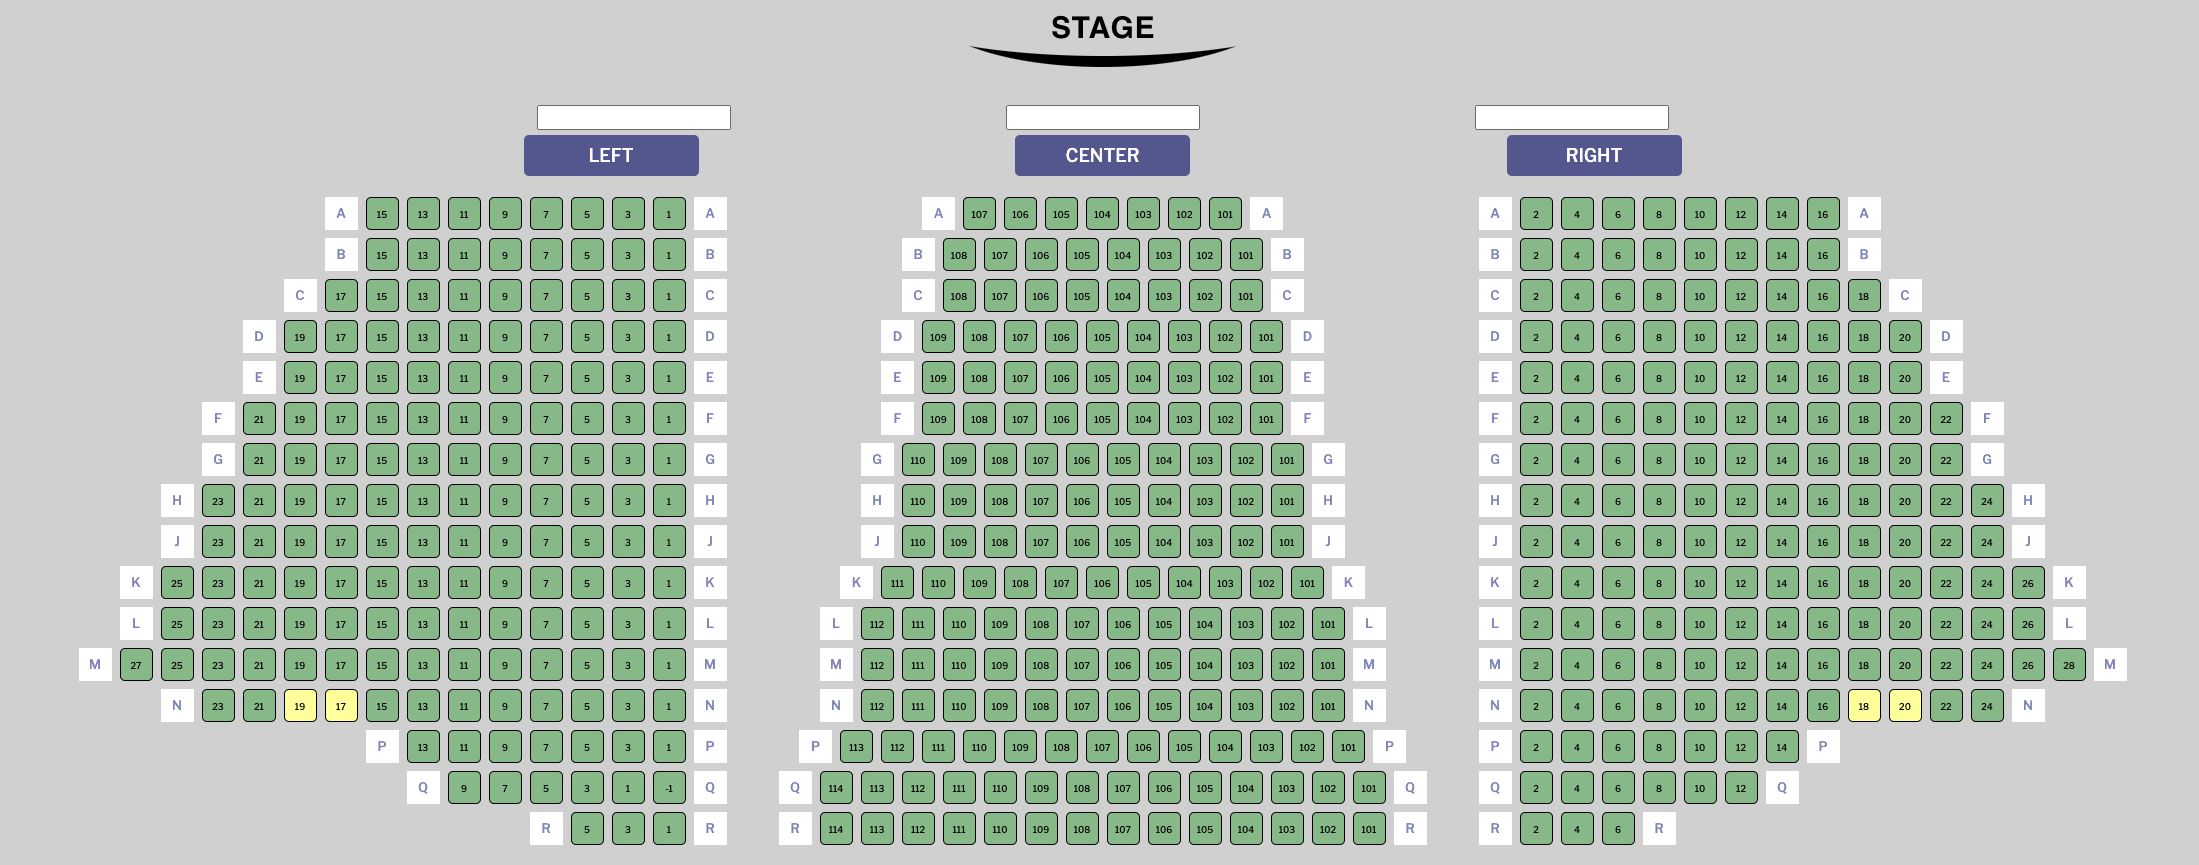 STAGE
LEFT CENTER RIGHT
A 15 13 11 9 7 5 3 1 A A 107 106 105 104 103 102 101 A A 2 4 6 8 10 12 14 16 A
B 15 13 11 9 7 5 3 1 B B 108 107 106 105 104 103 102 101 B B 2 4 6 8 10 12 14 16 B
C 17 15 13 11 9 7 5 3 1 C C 108 107 106 105 104 103 102 101 C C 2 4 6 8 10 12 14 16 18 C
D 19 17 15 13 11 9 7 5 3 1 D D 109 108 107 106 105 104 103 102 101 D D 2 4 6 8 10 12 14 16 18 20 D
E 19 17 15 13 11 9 7 5 3 1 E E 109 108 107 106 105 104 103 102 101 E E 2 4 6 8 10 12 14 16 18 20 E
F 21 19 17 15 13 11 9 7 5 3 1 F F 109 108 107 106 105 104 103 102 101 F F 2 4 6 8 10 12 14 16 18 20 22 F
G 21 19 17 15 13 11 9 7 5 3 1 G G 110 109 108 107 106 105 104 103 102 101 G G 2 4 6 8 10 12 14 16 18 20 22 G
H 23 21 19 17 15 13 11 9 7 5 3 1 H H 110 109 108 107 106 105 104 103 102 101 H H 2 4 6 8 10 12 14 16 18 20 22 24 H
J 23 21 19 17 15 13 11 9 7 5 3 1 J J 110 109 108 107 106 105 104 103 102 101 J J 2 4 6 8 10 12 14 16 18 20 22 24 J
K 25 23 21 19 17 15 13 11 9 7 5 3 1 K K 111 110 109 108 107 106 105 104 103 102 101 K K 2 4 6 8 10 12 14 16 18 20 22 24 26 K
L 25 23 21 19 17 15 13 11 9 7 5 3 1 L L 112 111 110 109 108 107 106 105 104 103 102 101 L L 2 4 6 8 10 12 14 16 18 20 22 24 26 L
M 27 25 23 21 19 17 15 13 11 9 7 5 3 1 M M 112 111 110 109 108 107 106 105 104 103 102 101 M M 2 4 6 8 10 12 14 16 18 20 22 24 26 28 M
N 23 21 19 17 15 13 11 9 7 5 3 1 N N 112 111 110 109 108 107 106 105 104 103 102 101 N N 2 4 6 8 10 12 14 16 18 20 22 24 N
P 13 11 9 7 5 3 1 P P 113 112 111 110 109 108 107 106 105 104 103 102 101 P P 2 4 6 8 10 12 14 P
Q 9 7 5 3 1 -1 Q Q 114 113 112 111 110 109 108 107 106 105 104 103 102 101 Q Q 2 4 6 8 10 12 Q
R 5 3 1 R R 114 113 112 111 110 109 108 107 106 105 104 103 102 101 R R 2 4 6 R